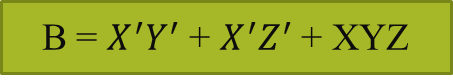 B = X′Y′ + X′Z′ + XYZ